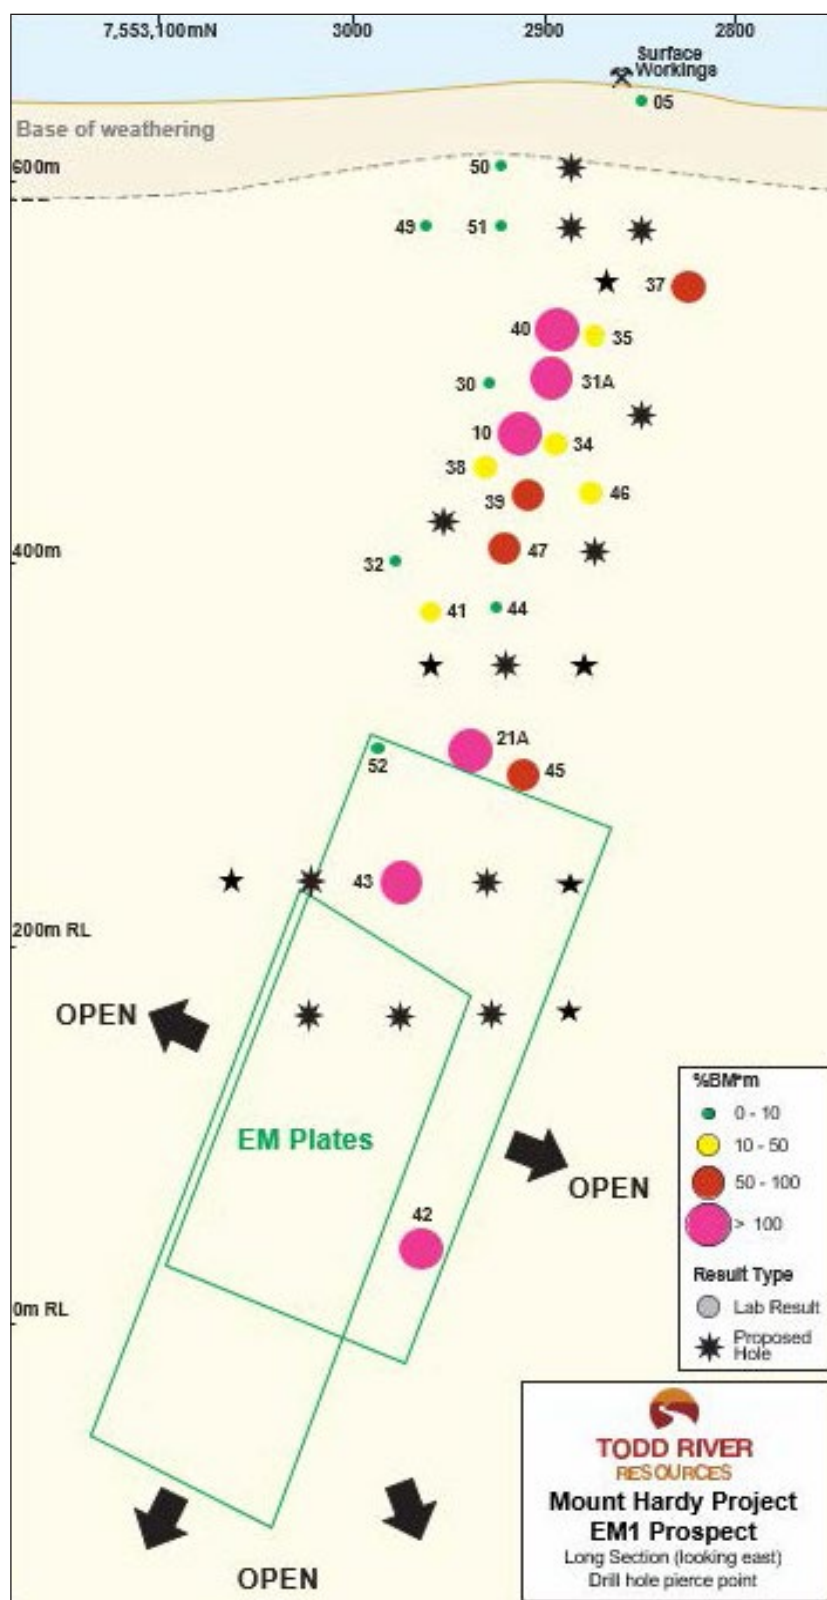 7,553,100mN 3000 2900 2800
Surface
Workings
05
Base of weathering
600m
50
49 51
37
40 35
30 31A
10 34
38
39 46
400m
47
32
41 44
21A
52 45
43
200m RL
OPEN
EM Plates
OPEN
42
0m RL
OPEN
%BM*m
0 - 10
10 - 50
50 - 100
> 100
Result Type
Lab Result
Proposed
Hole
TODD RIVER
RESOURCES
Mount Hardy Project
EM1 Prospect
Long Section (looking east)
Drill hole pierce point